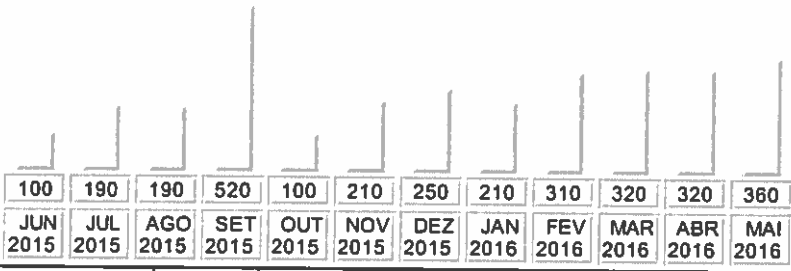 100 190 190 520 100 210 250 210 310 320 320 360
JUN JUL AGO SET OUT NOV DEZ JAN FEV MAR ABR MAI
2015 2015 2015 2015 2015 2015 2015 2016 2016 2016 2016 2016